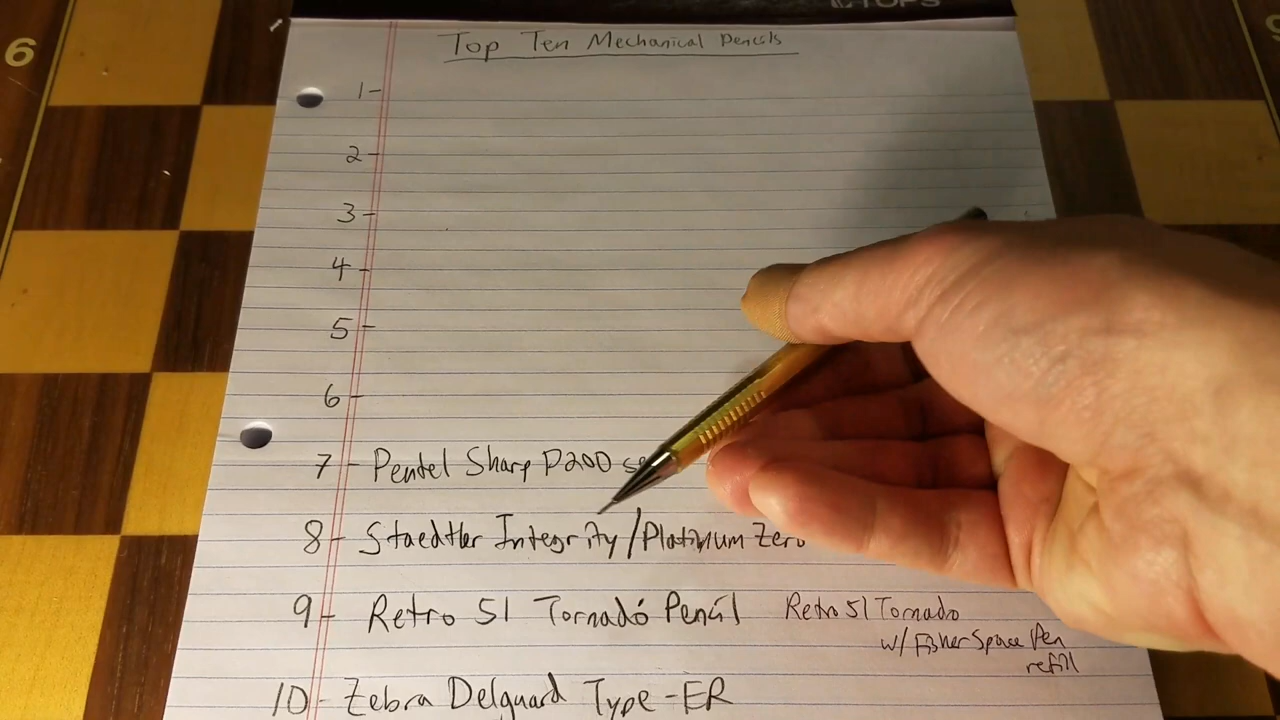 6
TOPS
Top Ten Mechanical Pencils
1-
2-
3-
4-
5-
6-
7- Pentel Sharp P200
8- Staedtler Integrity/Platinum Zero
9- Retro 51 Tornado Pencil Retro 51 Tornado
w/ Fisher Space Pen
refill
10- Zebra Delguard Type-ER